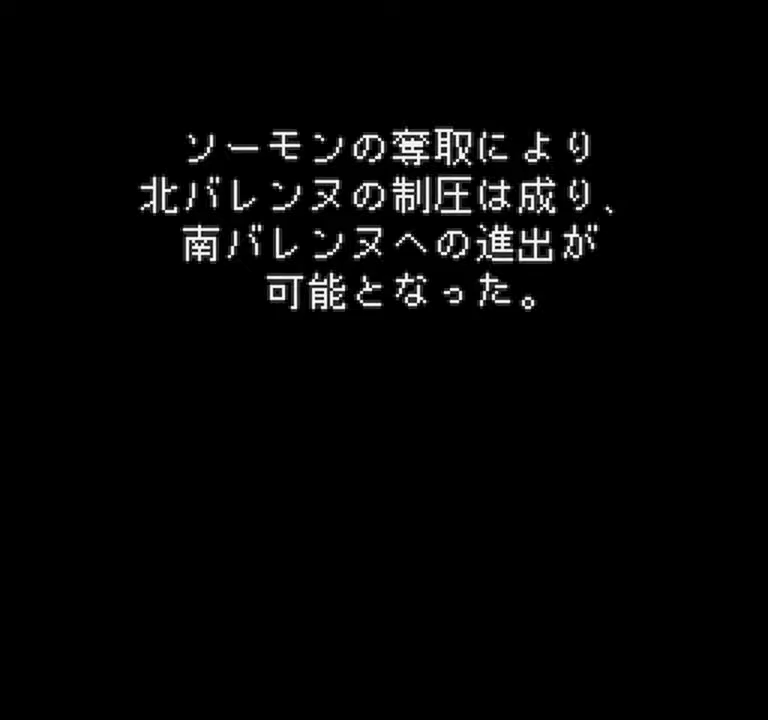 ソーモンの奪取により
北バレンヌの制圧は成り、
南バレンヌへの進出が
可能となった。